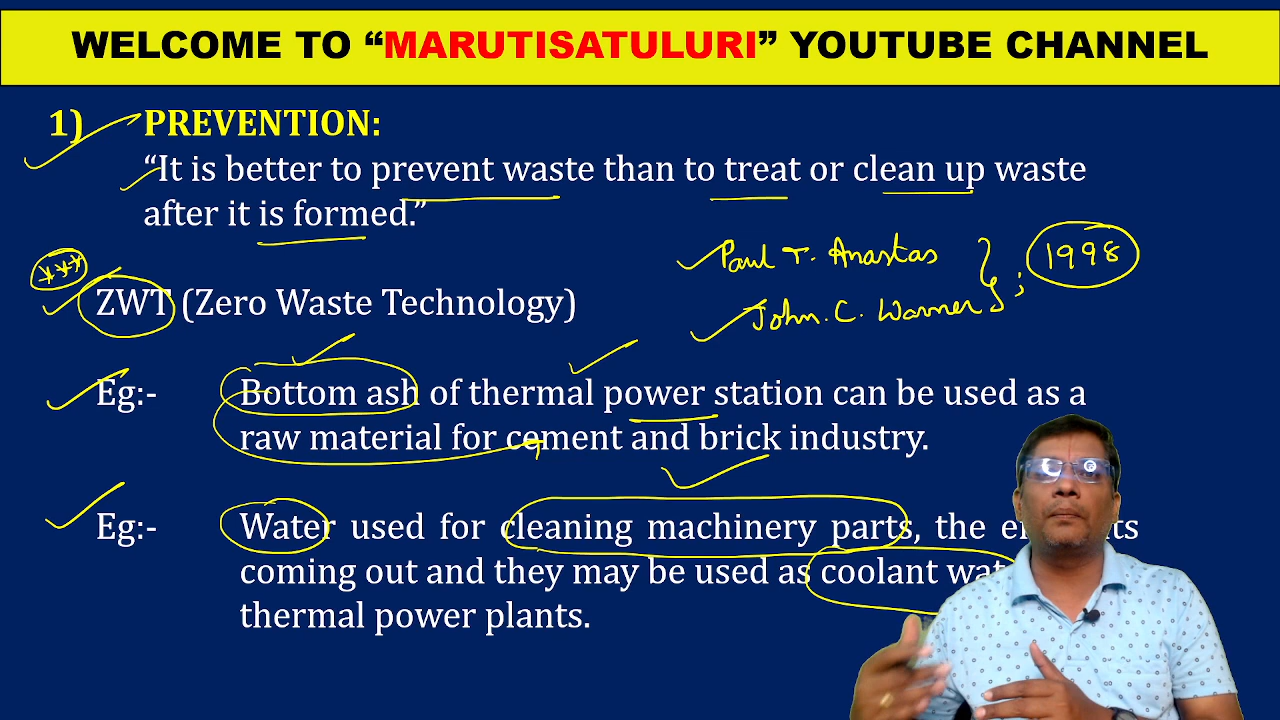 WELCOME TO “MARUTISATULURI” YOUTUBE CHANNEL
1) PREVENTION:
“It is better to prevent waste than to treat or clean up waste
after it is formed.”
Paul T. Anastas
John. C. Warner ; 1998
ZWT (Zero Waste Technology)
Eg:- Bottom ash of thermal power station can be used as a
raw material for cement and brick industry.
Eg:- Water used for cleaning machinery parts, the
coming out and they may be used as coolant
thermal power plants.